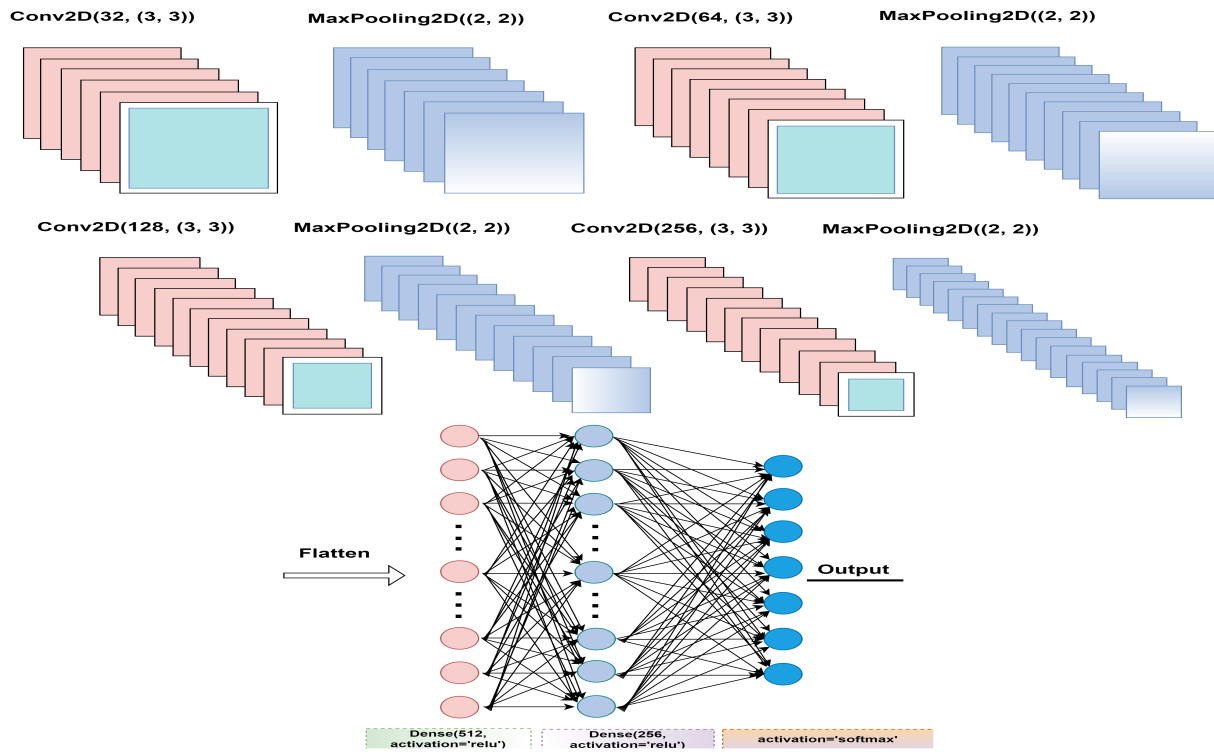 Conv2D(32, (3, 3))
MaxPooling2D((2, 2))
Conv2D(64, (3, 3))
MaxPooling2D((2, 2))
Conv2D(128, (3, 3))
MaxPooling2D((2, 2))
Conv2D(256, (3, 3))
MaxPooling2D((2, 2))
Flatten
Output
Dense(512,
activation='relu')
Dense(256,
activation='relu')
activation='softmax'